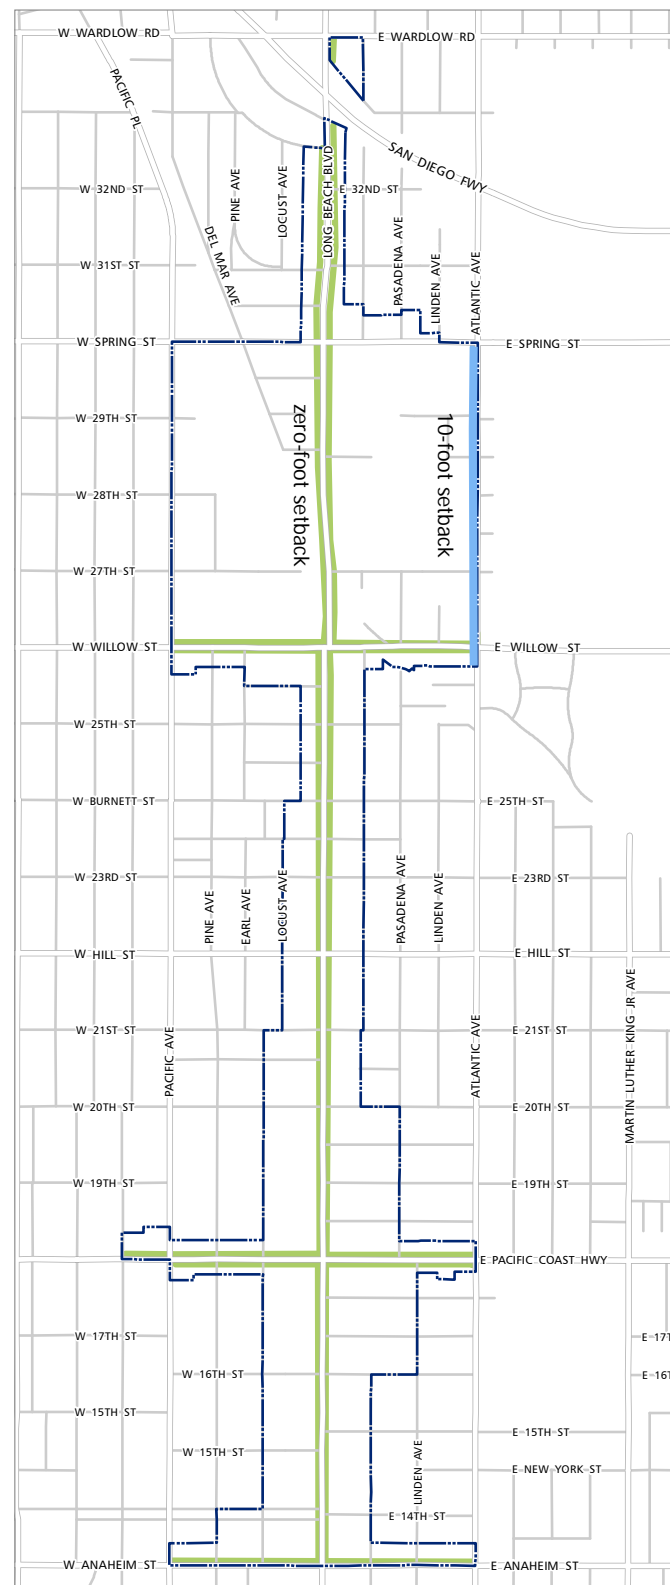 W WARDLOW RD
E WARDLOW RD
PACIFIC PL
SAN DIEGO FWY
LONG BEACH BLVD
PINE AVE
LOCUST AVE
W 32ND ST
E 32ND ST
DEL MAR AVE
PASADENA AVE
LINDEN AVE
ATLANTIC AVE
W 31ST ST
W SPRING ST
E SPRING ST
zero-foot setback
10-foot setback
W 29TH ST
W 28TH ST
W 27TH ST
W WILLOW ST
E WILLOW ST
W 25TH ST
W BURNETT ST
E 25TH ST
PINE AVE
EARL AVE
LOCUST AVE
PASADENA AVE
LINDEN AVE
W 23RD ST
E 23RD ST
W HILL ST
E HILL ST
MARTIN LUTHER KING JR AVE
PACIFIC AVE
ATLANTIC AVE
W 21ST ST
E 21ST ST
W 20TH ST
E 20TH ST
W 19TH ST
E 19TH ST
E PACIFIC COAST HWY
W 17TH ST
E 17T
W 16TH ST
E 16T
W 15TH ST
E 15TH ST
W 15TH ST
LINDEN AVE
E NEW YORK ST
E 14TH ST
W ANAHEIM ST
E ANAHEIM ST